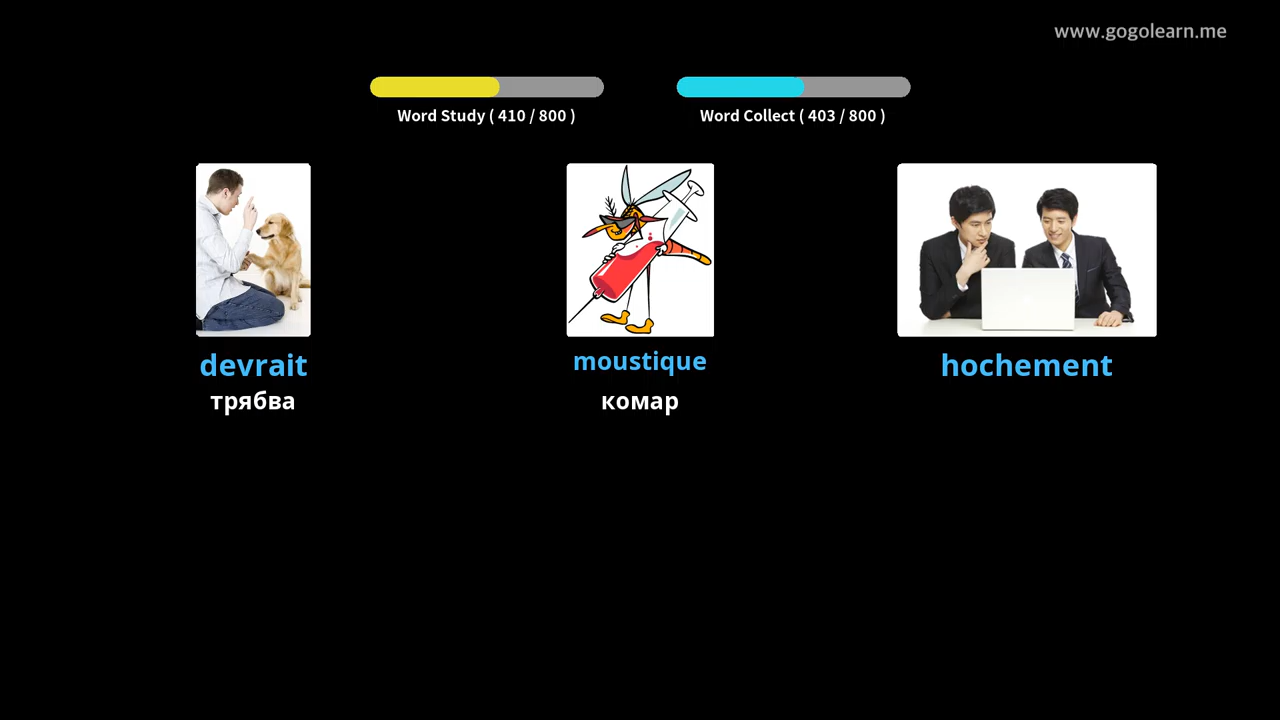 www.gogolearn.me
Word Study ( 410 / 800 )
Word Collect ( 403 / 800 )
devrait
трябва
moustique
комар
hochement